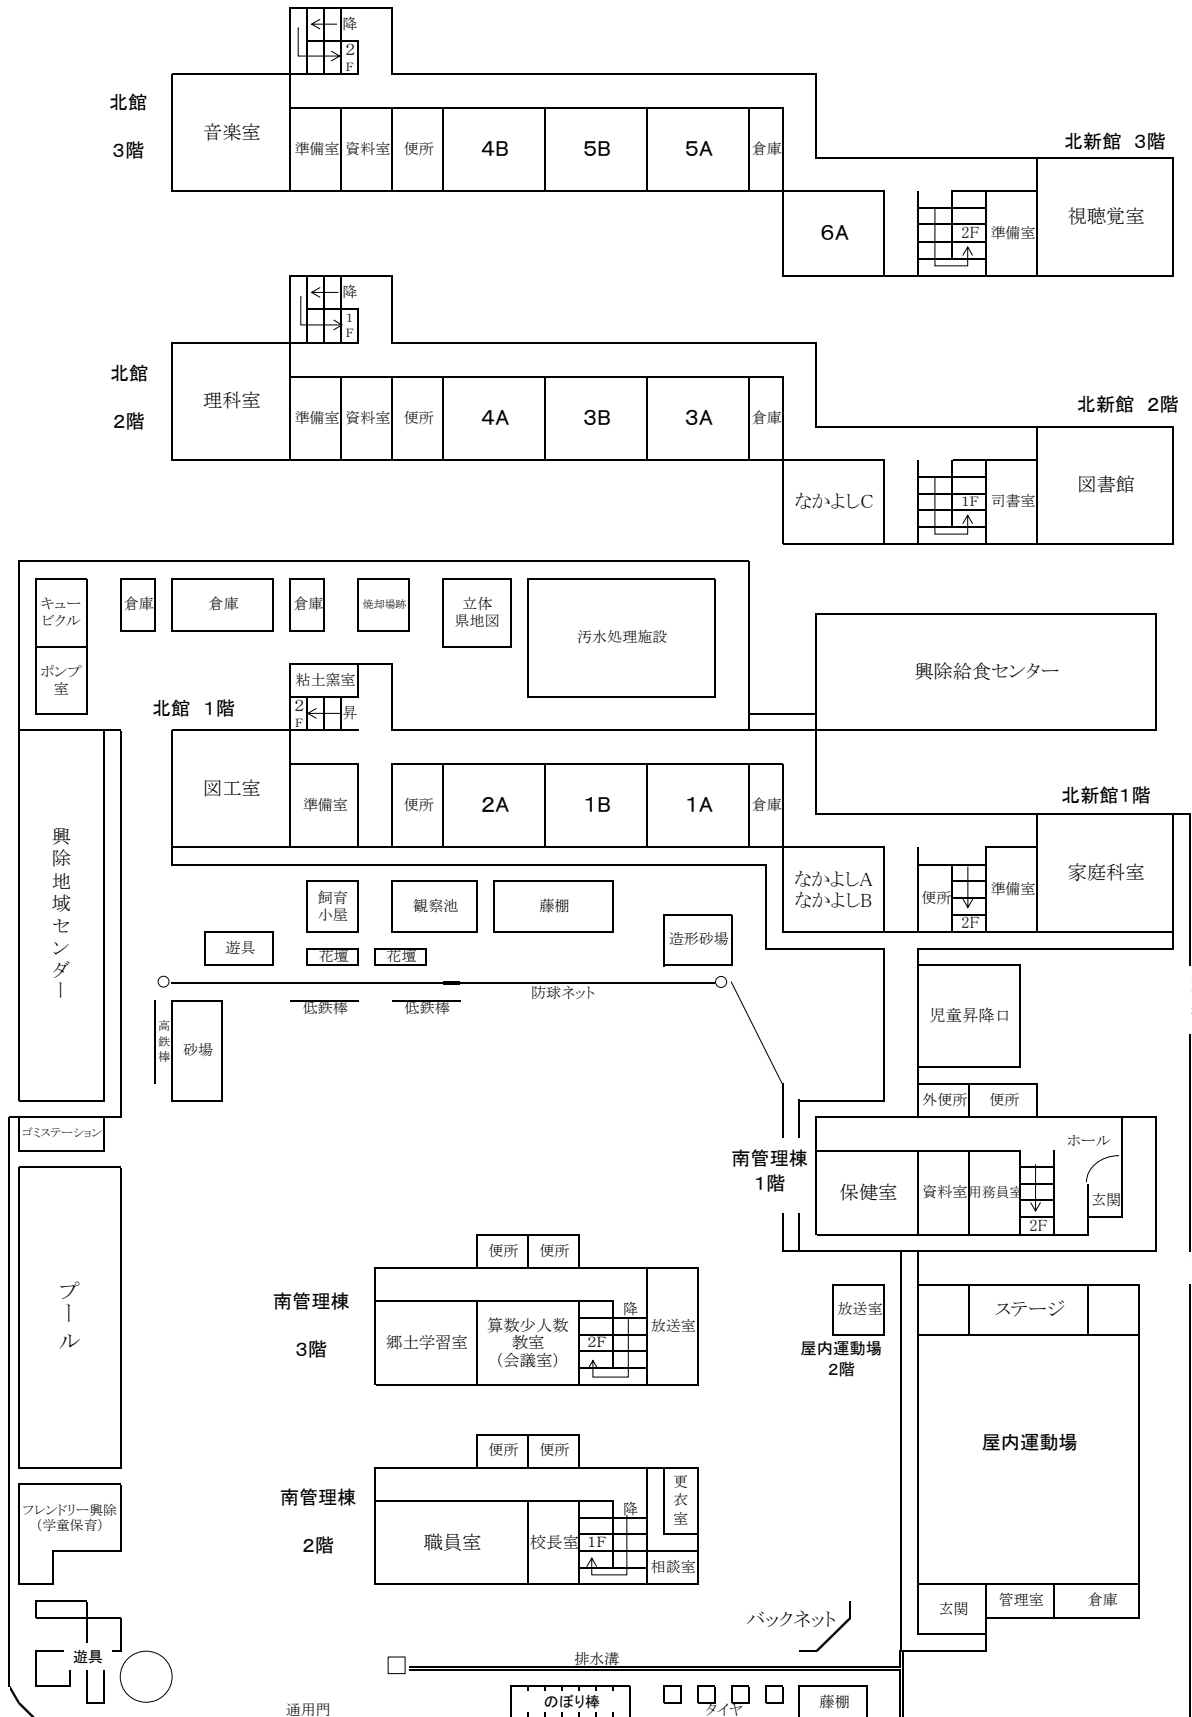 降
2
F
北館
3階
音楽室
準備室
資料室
便所
4B
5B
5A
倉庫
北新館 3階
6A
2F
準備室
視聴覚室
降
1
F
北館
2階
理科室
準備室
資料室
便所
4A
3B
3A
倉庫
北新館 2階
なかよしC
1F
司書室
図書館
キュー
ビクル
倉庫
倉庫
倉庫
焼却場跡
立体
県地図
汚水処理施設
ポンプ
室
興除給食センター
粘土窯室
北館 1階
2
F
昇
図工室
準備室
便所
2A
1B
1A
倉庫
北新館1階
興除地域センダー
なかよしA
なかよしB
便所
2F
準備室
家庭科室
飼育
小屋
観察池
藤棚
遊具
花壇
花壇
造形砂場
防球ネット
低鉄棒
低鉄棒
高鉄棒
砂場
児童昇降口
外便所
便所
ゴミステーション
南管理棟
1階
保健室
資料室
用務員室
2F
ホール
玄関
プール
便所
便所
南管理棟
3階
郷土学習室
算数少人数
教室
(会議室)
降
2F
放送室
放送室
屋内運動場
2階
ステージ
屋内運動場
便所
便所
南管理棟
2階
職員室
校長室
降
1F
更衣室
相談室
フレンドリー興除
(学童保育)
玄関
管理室
倉庫
バックネット
遊具
排水溝
通用門
のぼり棒
タイヤ
藤棚